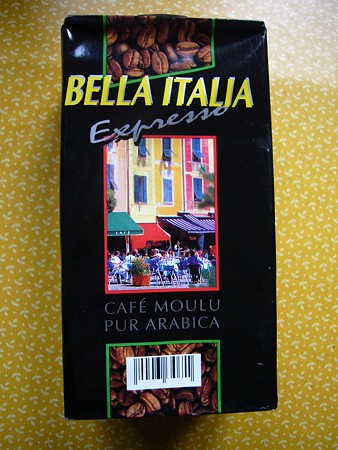 BELLA ITALIA
Expresso
CAFÉ MOULU
PUR ARABICA